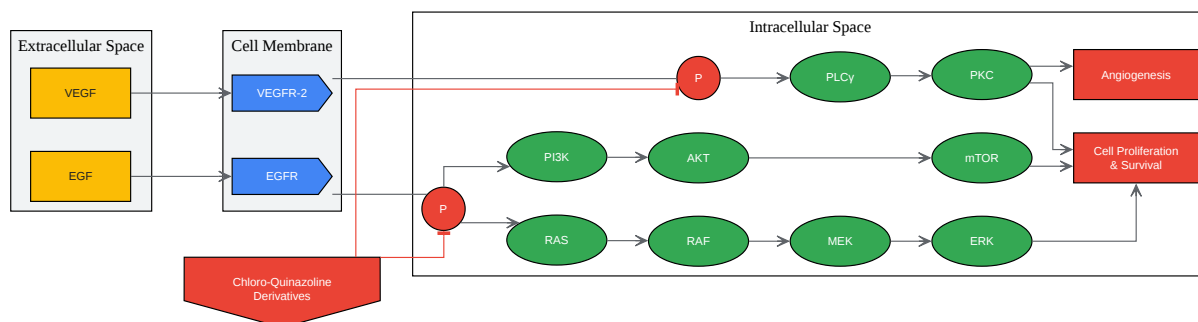 Intracellular Space
Extracellular Space
Cell Membrane
VEGF
VEGFR-2
P
PLCγ
PKC
Angiogenesis
EGF
EGFR
PI3K
AKT
mTOR
Cell Proliferation
& Survival
P
RAS
RAF
MEK
ERK
Chloro-Quinazoline
Derivatives